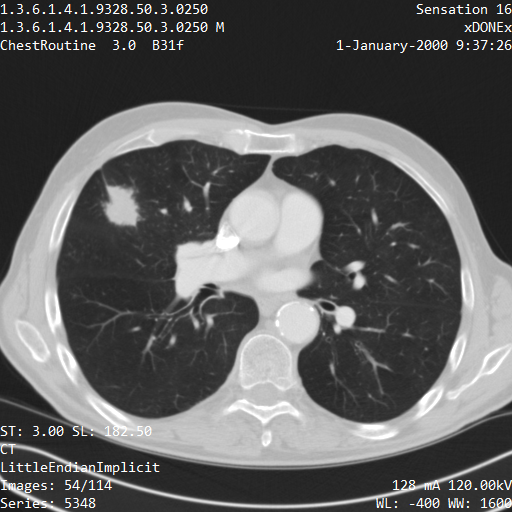 1.3.6.1.4.1.9328.50.3.0250
Sensation 16
1.3.6.1.4.1.9328.50.3.0250 M
xDONEx
ChestRoutine 3.0 B31f
1-January-2000 9:37:26
ST: 3.00 SL: 182.50
CT
LittleEndianImplicit
Images: 54/114
128 mA 120.00kV
Series: 5348
WL: -400 WW: 1600